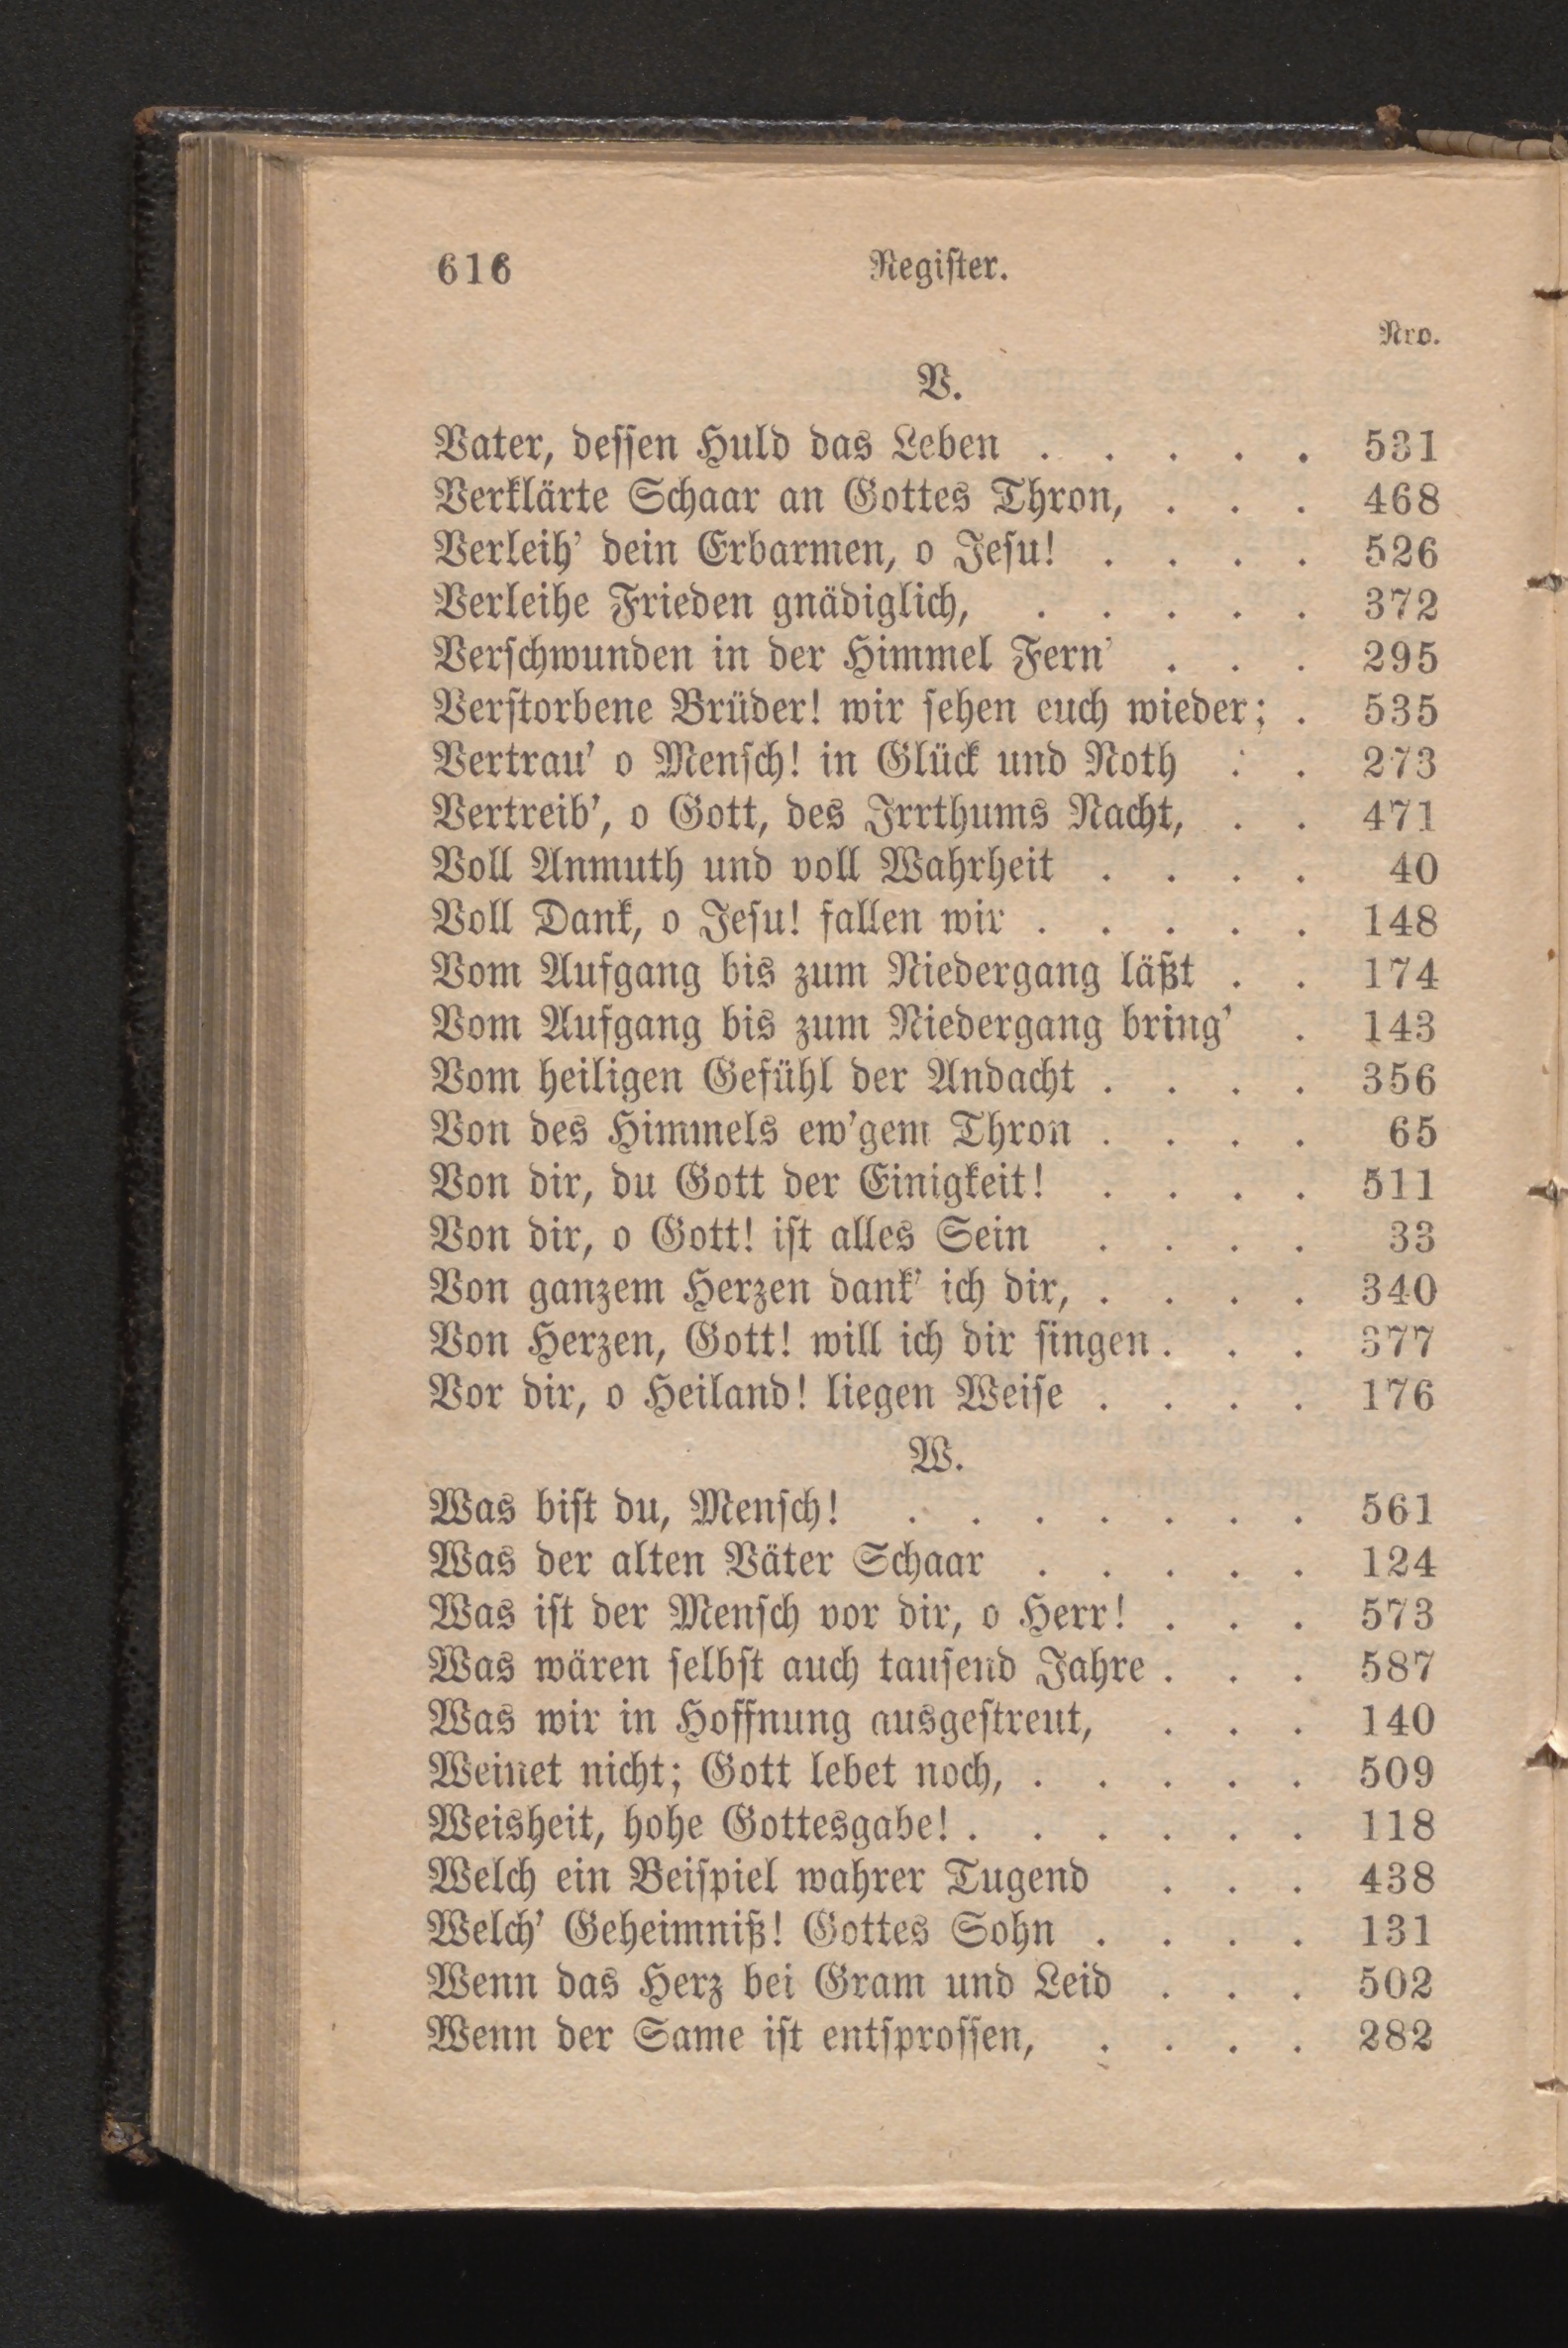 616 Regiſter.
Nro.
V.
Vater, deſſen Huld das Leben . . . . . 531
Verklärte Schaar an Gottes Thron, . . . 468
Verleih' dein Erbarmen, o Jeſu! . . . . 526
Verleihe Frieden gnädiglich, . . . . . 372
Verſchwunden in der Himmel Fern' . . . 295
Verſtorbene Brüder! wir ſehen euch wieder; . 535
Vertrau' o Menſch! in Glück und Noth . . 273
Vertreib', o Gott, des Irrthums Nacht, . . 471
Voll Anmuth und voll Wahrheit . . . . 40
Voll Dank, o Jeſu! fallen wir . . . . . 148
Vom Aufgang bis zum Niedergang läßt . . 174
Vom Aufgang bis zum Niedergang bring' . 143
Vom heiligen Gefühl der Andacht . . . . 356
Von des Himmels ew'gem Thron . . . . 65
Von dir, du Gott der Einigkeit! . . . . 511
Von dir, o Gott! iſt alles Sein . . . . 33
Von ganzem Herzen dank' ich dir, . . . . 340
Von Herzen, Gott! will ich dir ſingen . . . 377
Vor dir, o Heiland! liegen Weiſe . . . . 176
W.
Was biſt du, Menſch! . . . . . . . 561
Was der alten Väter Schaar . . . . . 124
Was iſt der Menſch vor dir, o Herr! . . . 573
Was wären ſelbſt auch tauſend Jahre . . . 587
Was wir in Hoffnung ausgeſtreut, . . . 140
Weinet nicht; Gott lebet noch, . . . . . 509
Weisheit, hohe Gottesgabe! . . . . . . 118
Welch ein Beiſpiel wahrer Tugend . . . 438
Welch' Geheimniß! Gottes Sohn . . . . 131
Wenn das Herz bei Gram und Leid . . . 502
Wenn der Same iſt entſproſſen, . . . . 282